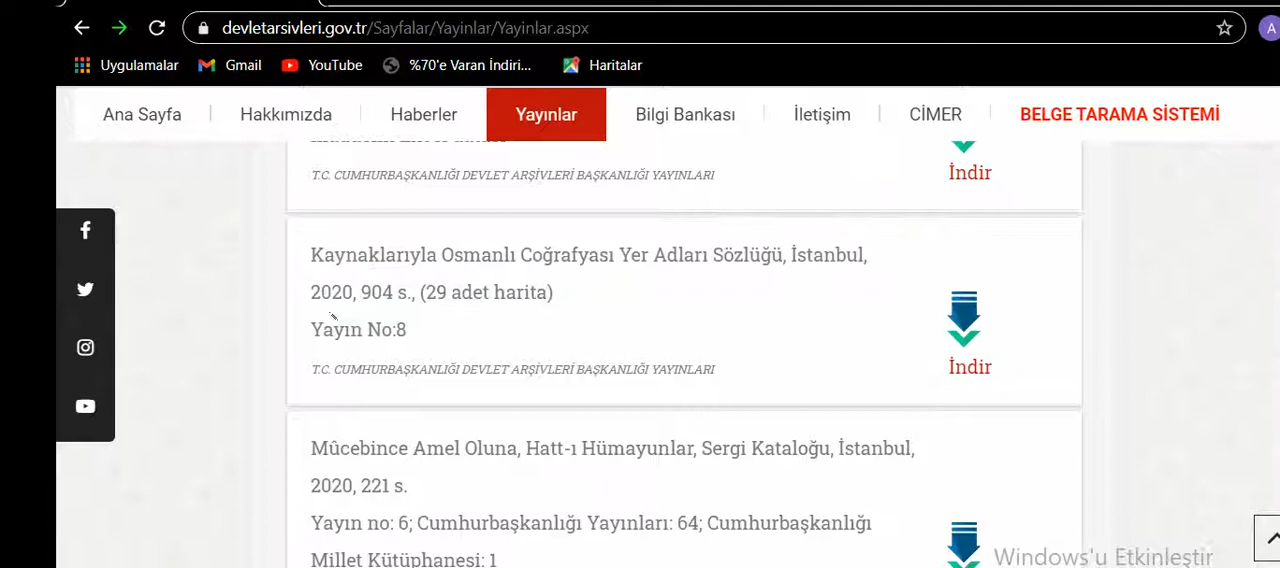 devletarsivleri.gov.tr/Sayfalar/Yayinlar/Yayinlar.aspx
A
Uygulamalar Gmail YouTube %70'e Varan İndiri... Haritalar
Ana Sayfa Hakkımızda Haberler Yayınlar Bilgi Bankası İletişim CİMER BELGE TARAMA SİSTEMİ
İndir
T.C. CUMHURBAŞKANLIĞI DEVLET ARŞİVLERİ BAŞKANLIĞI YAYINLARI
Kaynaklarıyla Osmanlı Coğrafyası Yer Adları Sözlüğü, İstanbul,
2020, 904 s., (29 adet harita)
Yayın No:8
İndir
T.C. CUMHURBAŞKANLIĞI DEVLET ARŞİVLERİ BAŞKANLIĞI YAYINLARI
Mûcebince Amel Oluna, Hatt-ı Hümayunlar, Sergi Kataloğu, İstanbul,
2020, 221 s.
Yayın no: 6; Cumhurbaşkanlığı Yayınları: 64; Cumhurbaşkanlığı
Millet Kütüphanesi: 1
Windows'u Etkinleştir